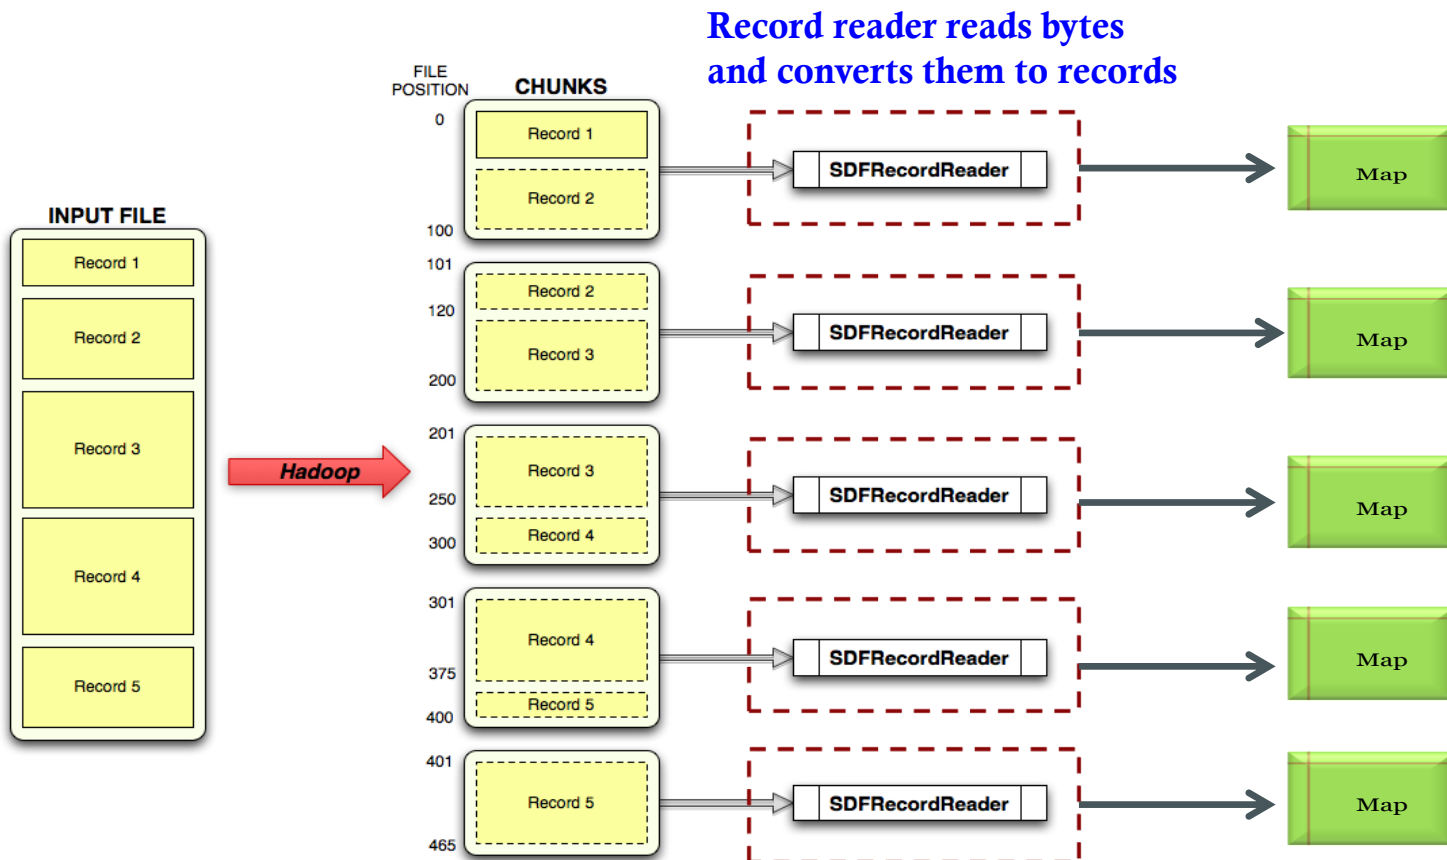 Record reader reads bytes
and converts them to records
INPUT FILE
Record 1
Record 2
Record 3
Record 4
Record 5
Hadoop
FILE
POSITION
CHUNKS
0
Record 1
Record 2
100
SDFRecordReader
Map
101
Record 2
120
Record 3
200
SDFRecordReader
Map
201
Record 3
250
Record 4
300
SDFRecordReader
Map
301
Record 4
375
Record 5
400
SDFRecordReader
Map
401
Record 5
465
SDFRecordReader
Map